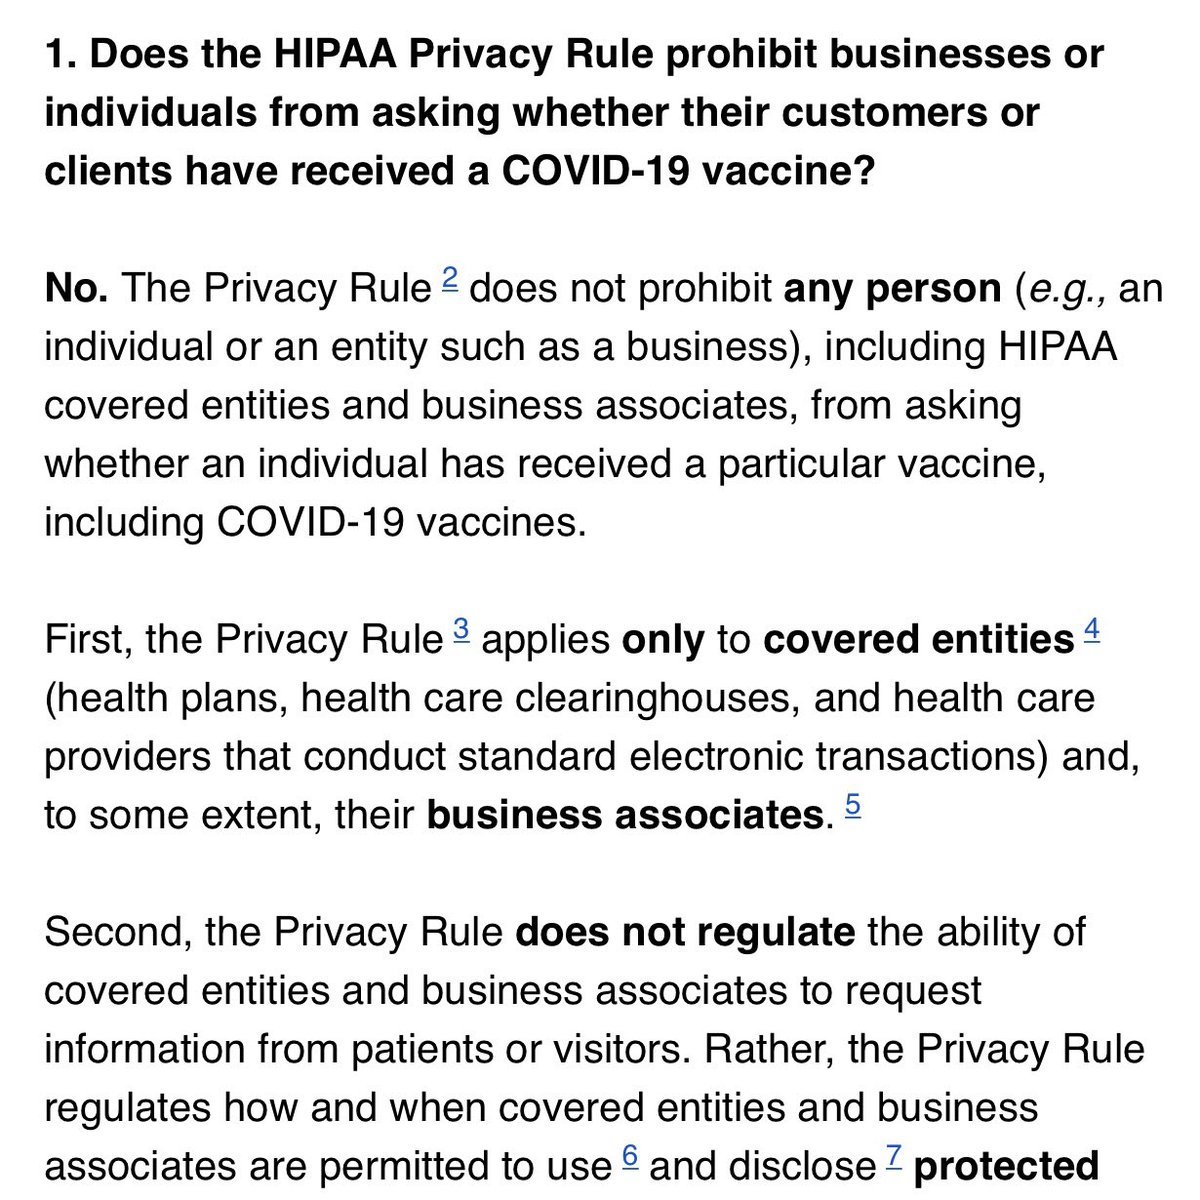 1. Does the HIPAA Privacy Rule prohibit businesses or
individuals from asking whether their customers or
clients have received a COVID-19 vaccine?
No. The Privacy Rule 2 does not prohibit any person (e.g., an
individual or an entity such as a business), including HIPAA
covered entities and business associates, from asking
whether an individual has received a particular vaccine,
including COVID-19 vaccines.
First, the Privacy Rule 3 applies only to covered entities 4
(health plans, health care clearinghouses, and health care
providers that conduct standard electronic transactions) and,
to some extent, their business associates. 5
Second, the Privacy Rule does not regulate the ability of
covered entities and business associates to request
information from patients or visitors. Rather, the Privacy Rule
regulates how and when covered entities and business
associates are permitted to use 6 and disclose 7 protected